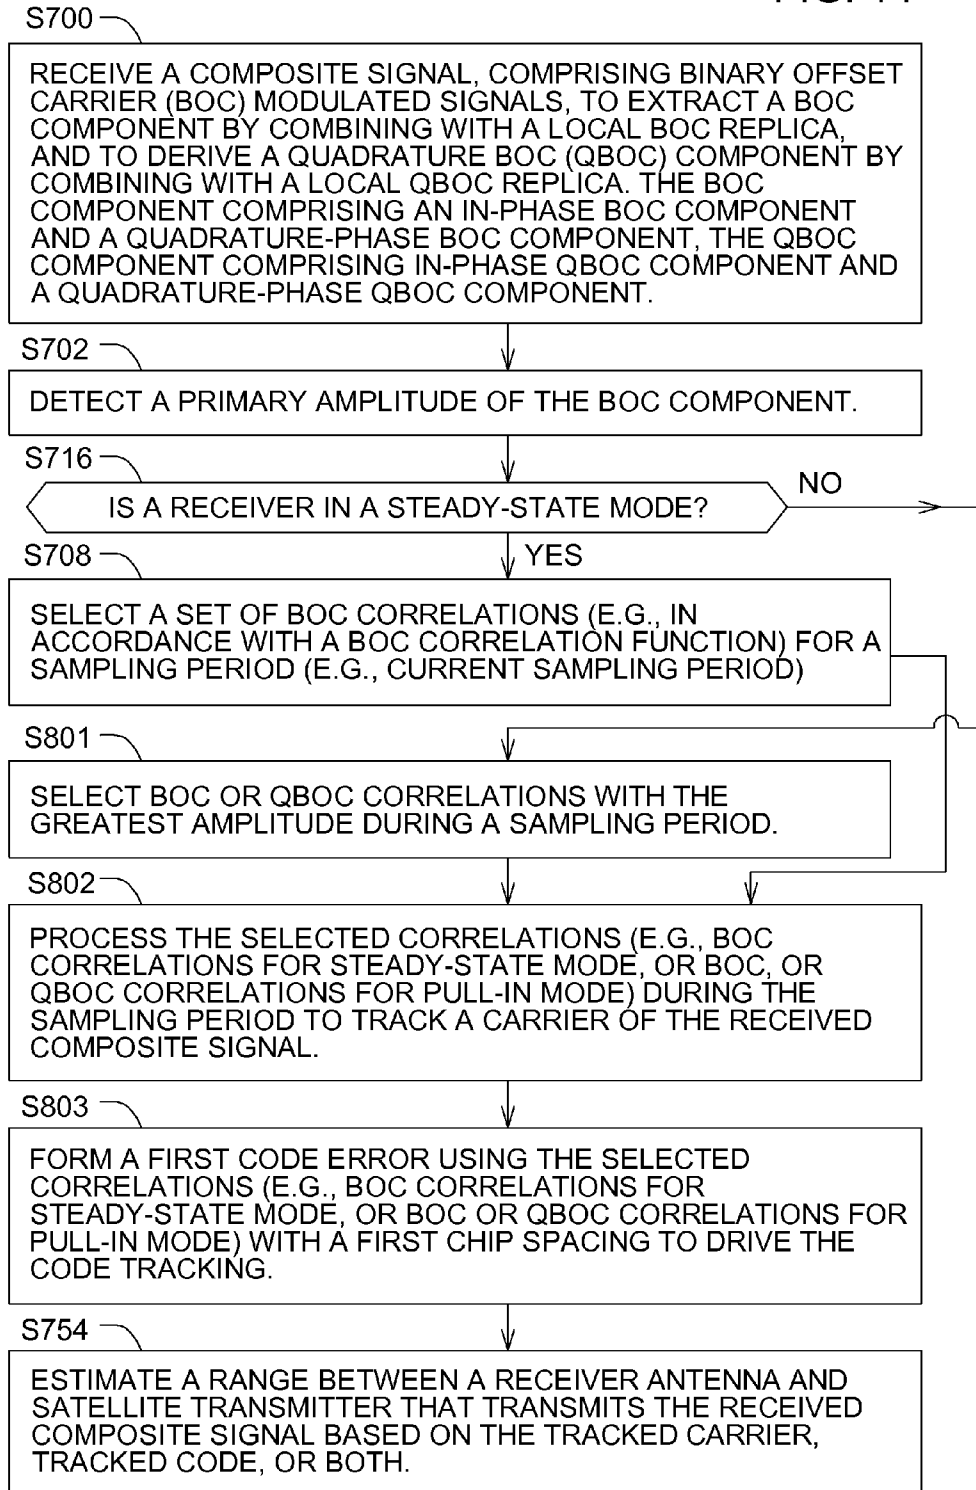 S700
RECEIVE A COMPOSITE SIGNAL, COMPRISING BINARY OFFSET
CARRIER (BOC) MODULATED SIGNALS, TO EXTRACT A BOC
COMPONENT BY COMBINING WITH A LOCAL BOC REPLICA,
AND TO DERIVE A QUADRATURE BOC (QBOC) COMPONENT BY
COMBINING WITH A LOCAL QBOC REPLICA. THE BOC
COMPONENT COMPRISING AN IN-PHASE BOC COMPONENT
AND A QUADRATURE-PHASE BOC COMPONENT, THE QBOC
COMPONENT COMPRISING IN-PHASE QBOC COMPONENT AND
A QUADRATURE-PHASE QBOC COMPONENT.
S702
DETECT A PRIMARY AMPLITUDE OF THE BOC COMPONENT.
S716
IS A RECEIVER IN A STEADY-STATE MODE?
NO
YES
S708
SELECT A SET OF BOC CORRELATIONS (E.G., IN
ACCORDANCE WITH A BOC CORRELATION FUNCTION) FOR A
SAMPLING PERIOD (E.G., CURRENT SAMPLING PERIOD)
S801
SELECT BOC OR QBOC CORRELATIONS WITH THE
GREATEST AMPLITUDE DURING A SAMPLING PERIOD.
S802
PROCESS THE SELECTED CORRELATIONS (E.G., BOC
CORRELATIONS FOR STEADY-STATE MODE, OR BOC, OR
QBOC CORRELATIONS FOR PULL-IN MODE) DURING THE
SAMPLING PERIOD TO TRACK A CARRIER OF THE RECEIVED
COMPOSITE SIGNAL.
S803
FORM A FIRST CODE ERROR USING THE SELECTED
CORRELATIONS (E.G., BOC CORRELATIONS FOR
STEADY-STATE MODE, OR BOC OR QBOC CORRELATIONS FOR
PULL-IN MODE) WITH A FIRST CHIP SPACING TO DRIVE THE
CODE TRACKING.
S754
ESTIMATE A RANGE BETWEEN A RECEIVER ANTENNA AND
SATELLITE TRANSMITTER THAT TRANSMITS THE RECEIVED
COMPOSITE SIGNAL BASED ON THE TRACKED CARRIER,
TRACKED CODE, OR BOTH.